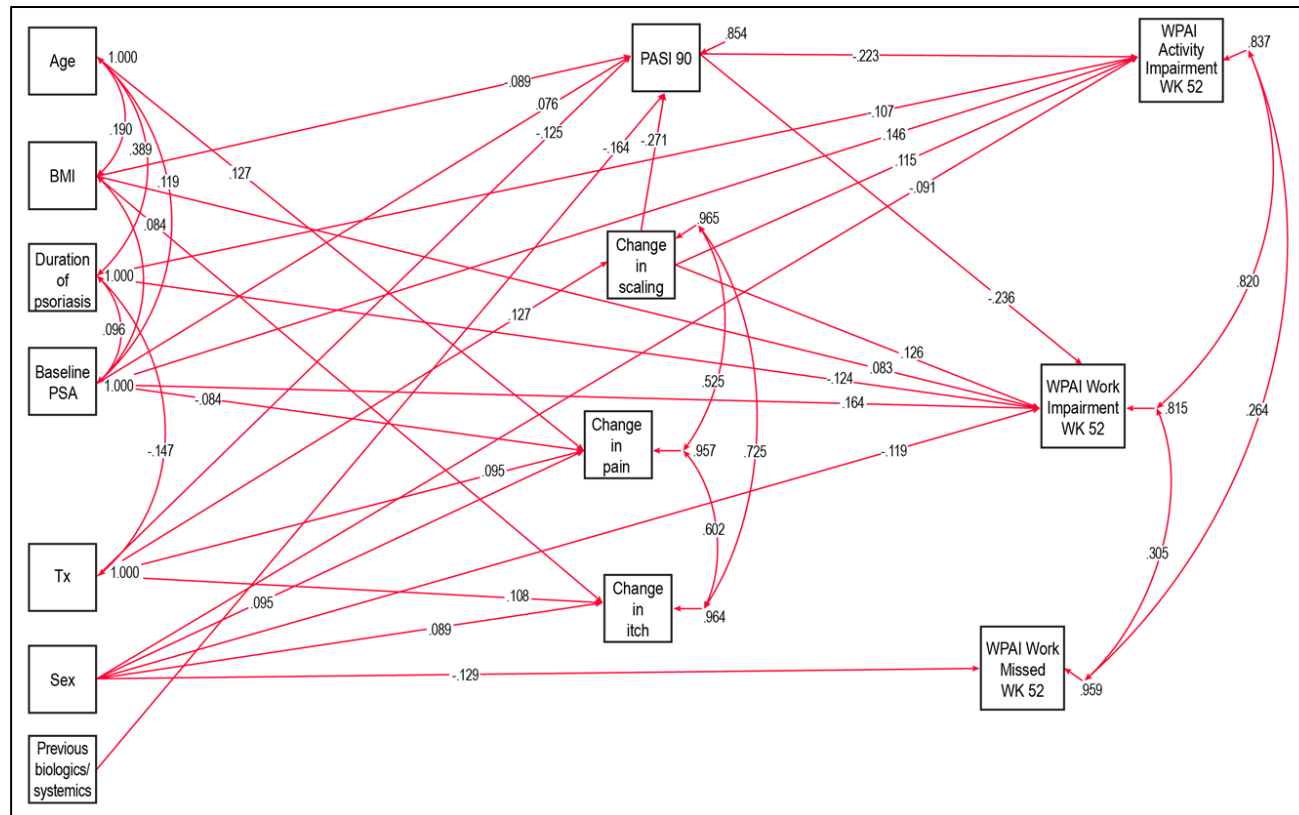 Age
1.000
.190
.389
.119
.127
BMI
.084
Duration
of
psoriasis
1.000
.096
Baseline
PSA
1.000
-.084
-.147
Tx
1.000
Sex
Previous
biologics/
systemics
.089
.076
-.125
-.164
-.271
PASI 90
.854
-.223
-.107
.146
.115
-.091
WPAI
Activity
Impairment
WK 52
.837
Change
in
scaling
.965
.127
-.236
.820
.126
.083
-.124
.164
.525
WPAI Work
Impairment
WK 52
.815
.264
Change
in
pain
.957
.725
-.119
.095
.602
.305
.095
.108
.089
Change
in
itch
.964
-.129
WPAI Work
Missed
WK 52
.959